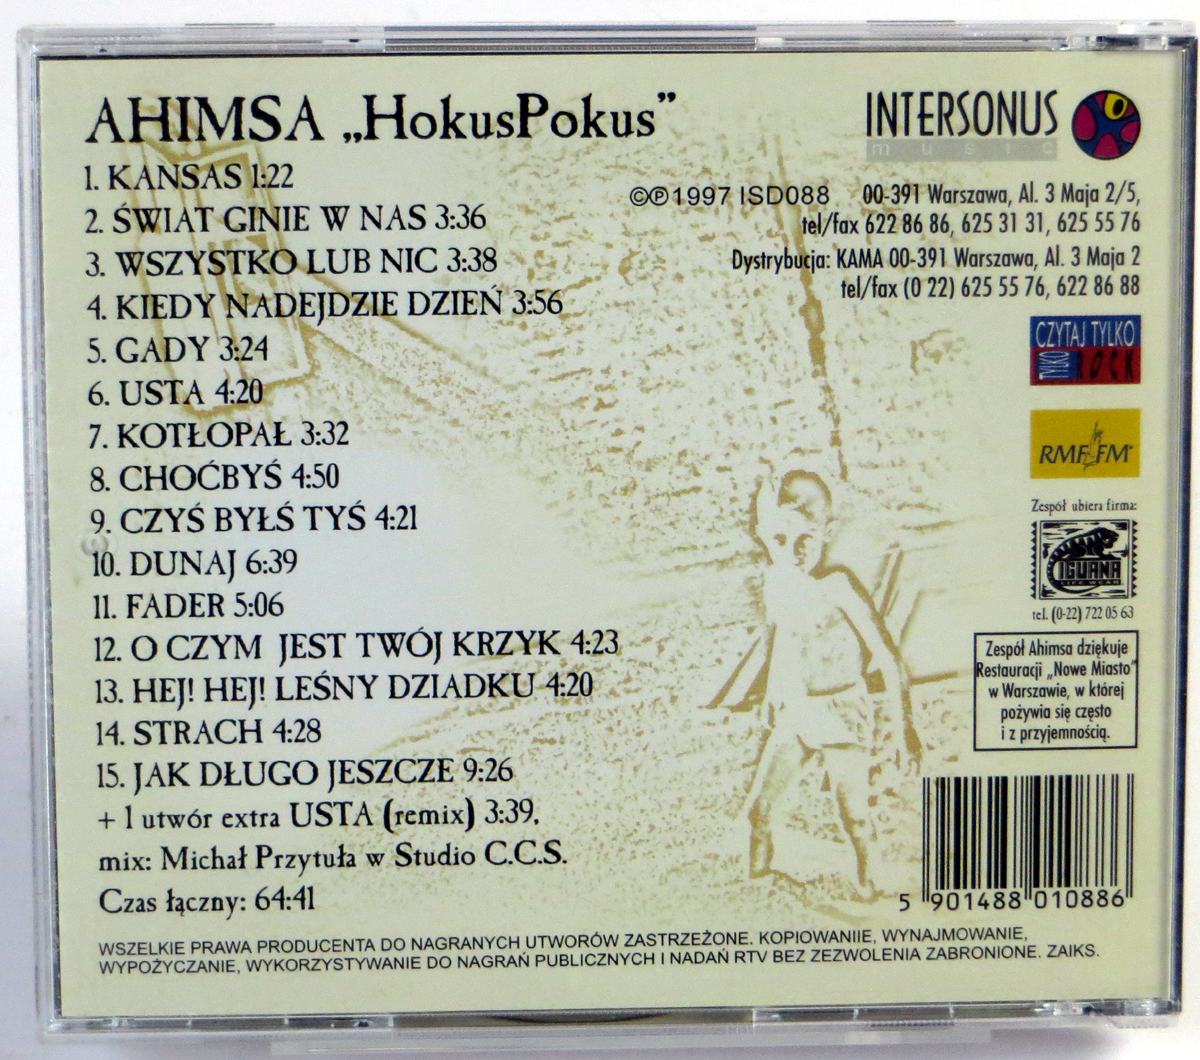 AHIMSA „HokusPokus”
1. KANSAS 1:22
2. ŚWIAT GINIE W NAS 3:36
3. WSZYSTKO LUB NIC 3:38
4. KIEDY NADEJDZIE DZIEŃ 3:56
5. GADY 3:24
6. USTA 4:20
7. KOTŁOPAŁ 3:32
8. CHOĆBYŚ 4:50
9. CZYŚ BYŁŚ TYŚ 4:21
10. DUNAJ 6:39
11. FADER 5:06
12. O CZYM JEST TWÓJ KRZYK 4:23
13. HEJ! HEJ! LEŚNY DZIADKU 4:20
14. STRACH 4:28
15. JAK DŁUGO JESZCZE 9:26
+ 1 utwór extra USTA (remix) 3:39,
mix: Michał Przytuła w Studio C.C.S.
Czas łączny: 64:41
INTERSONUS
music
©℗1997 ISD088 00-391 Warszawa, Al. 3 Maja 2/5,
tel/fax 622 86 86, 625 31 31, 625 55 76
Dystrybucja: KAMA 00-391 Warszawa, Al. 3 Maja 2
tel/fax (0 22) 625 55 76, 622 86 88
CZYTAJ TYLKO
TYLKO ROCK
RMF FM
Zespół ubiera firma:
IGUANA
LIFE WEAR
tel. (0-22) 722 05 63
Zespół Ahimsa dziękuje
Restauracji „Nowe Miasto”
w Warszawie, w której
pożywia się często
i z przyjemnością.
5 901488 010886
WSZELKIE PRAWA PRODUCENTA DO NAGRANYCH UTWORÓW ZASTRZEŻONE. KOPIOWANIIE, WYNAJMOWANIE,
WYPOŻYCZANIE, WYKORZYSTYWANIE DO NAGRAŃ PUBLICZNYCH I NADAŃ RTV BEZ ZEZWOLENIA ZABRONIONE. ZAIKS.